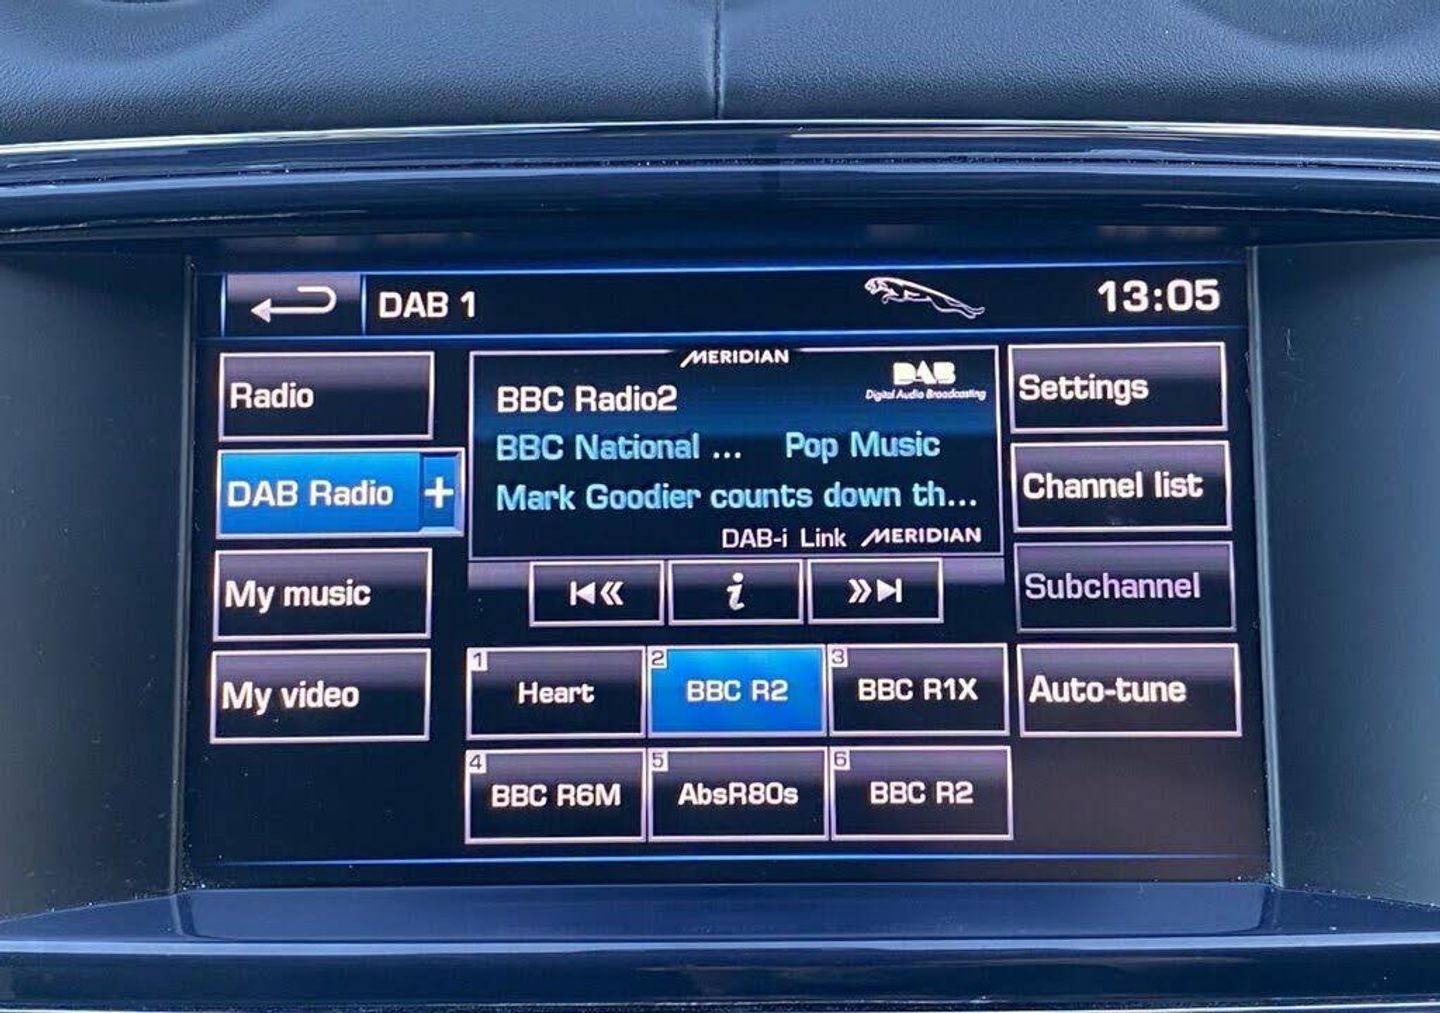 DAB 1
13:05
Radio
DAB Radio +
My music
My video
MERIDIAN
DAB
Digital Audio Broadcasting
BBC Radio2
BBC National ... Pop Music
Mark Goodier counts down th...
DAB-i Link MERIDIAN
i
1 Heart
2 BBC R2
3 BBC R1X
4 BBC R6M
5 AbsR80s
6 BBC R2
Settings
Channel list
Subchannel
Auto-tune